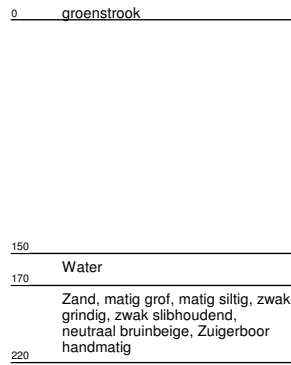 0 groenstrook
150
Water
170
Zand, matig grof, matig siltig, zwak
grindig, zwak slibhoudend,
neutraal bruinbeige, Zuigerboor
handmatig
220